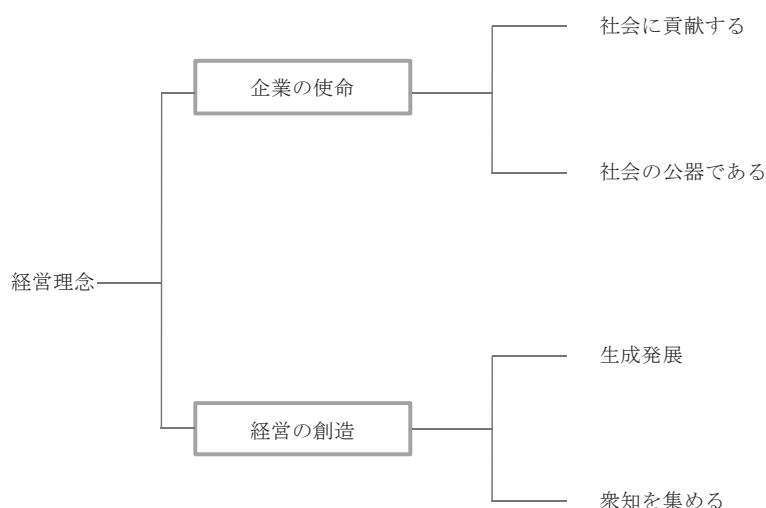 社会に貢献する
企業の使命
社会の公器である
経営理念
生成発展
経営の創造
衆知を集める